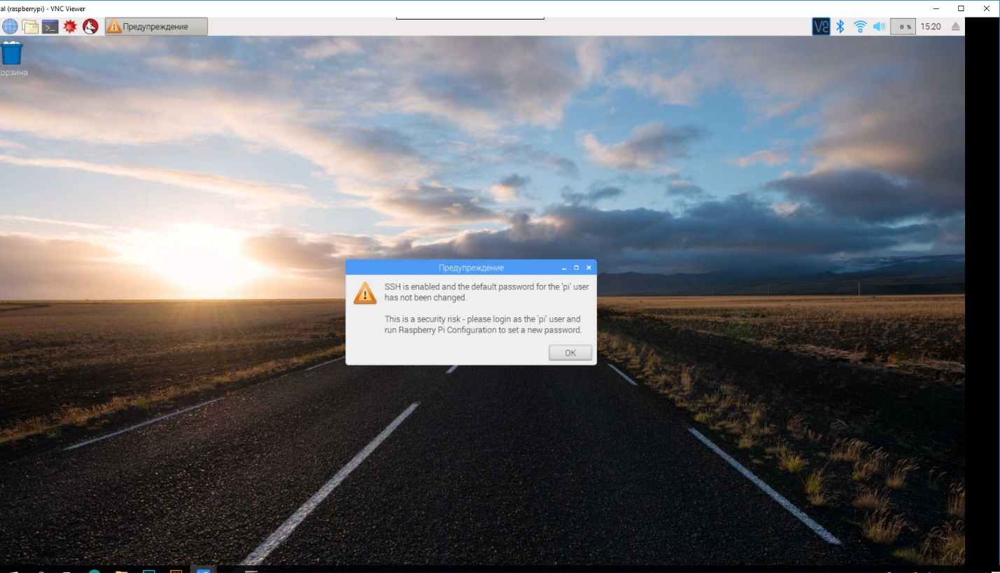 al (raspberrypi) - VNC Viewer
Предупреждение
0 %
15:20
орзина
Предупреждение
SSH is enabled and the default password for the 'pi' user
has not been changed.
This is a security risk - please login as the 'pi' user and
run Raspberry Pi Configuration to set a new password.
OK